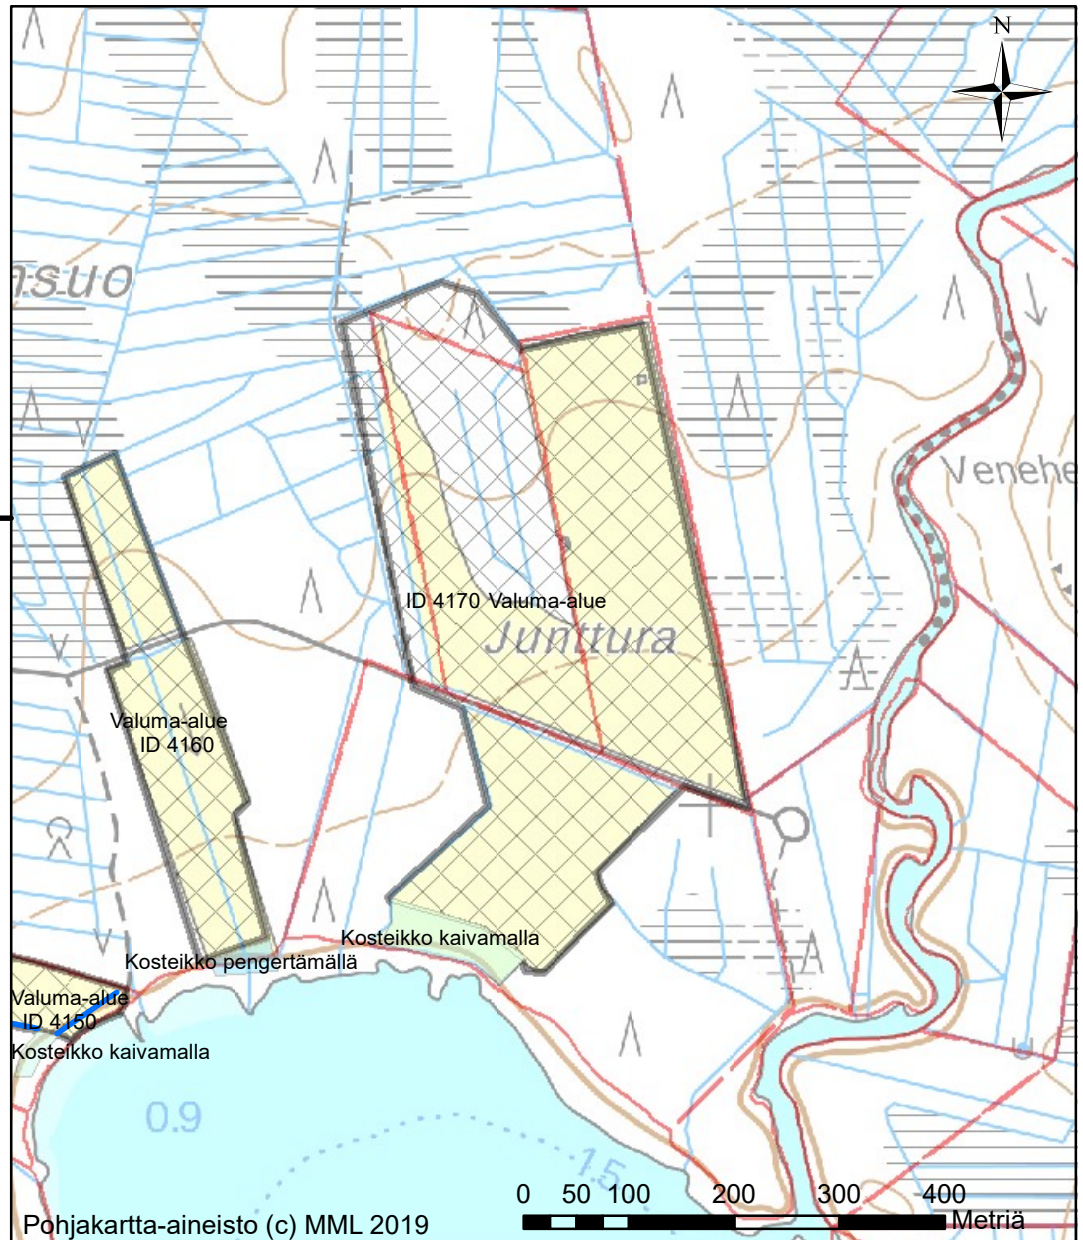 N
nsuo
Venehe
ID 4170 Valuma-alue
Junttura
Valuma-alue
ID 4160
Kosteikko kaivamalla
Kosteikko pengertämällä
Valuma-alue
ID 4150
Kosteikko kaivamalla
0.9
1.5
0 50 100 200 300 400
Metriä
Pohjakartta-aineisto (c) MML 2019